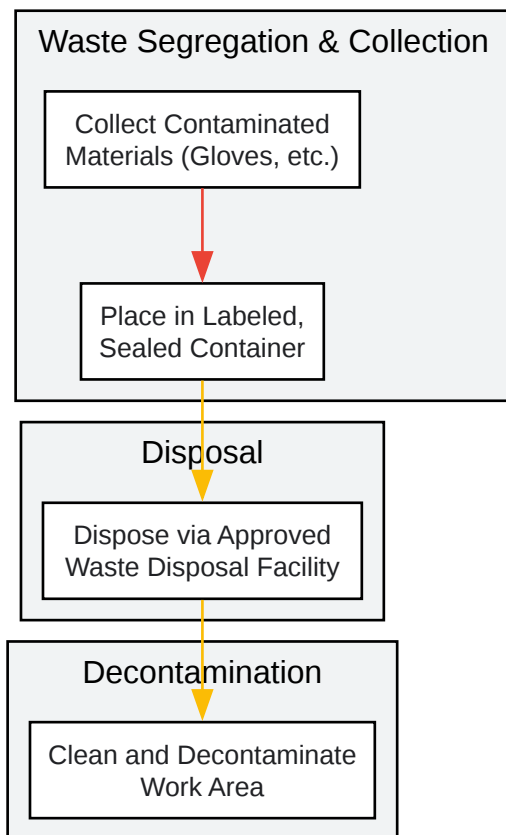 Waste Segregation & Collection
Collect Contaminated
Materials (Gloves, etc.)
Place in Labeled,
Sealed Container
Disposal
Dispose via Approved
Waste Disposal Facility
Decontamination
Clean and Decontaminate
Work Area